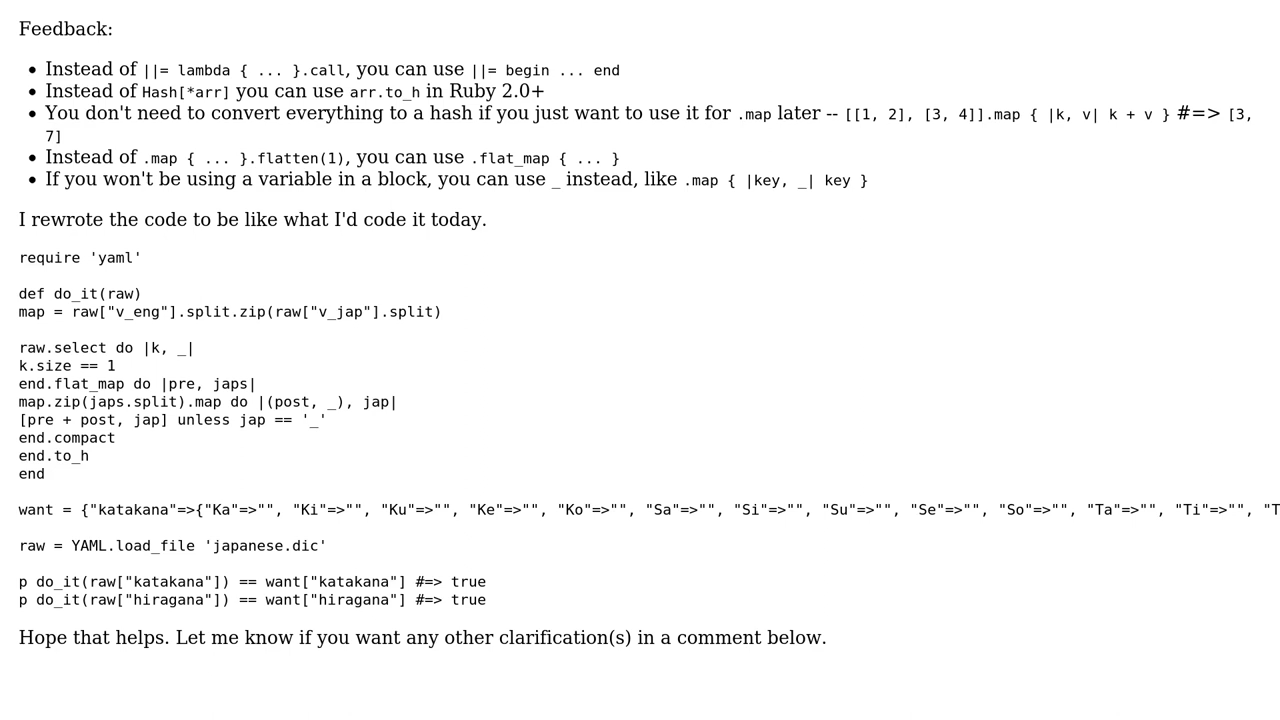 Feedback:
• Instead of ||= lambda { ... }.call, you can use ||= begin ... end
• Instead of Hash[*arr] you can use arr.to_h in Ruby 2.0+
• You don't need to convert everything to a hash if you just want to use it for .map later -- [[1, 2], [3, 4]].map { |k, v| k + v } #=> [3,
7]
• Instead of .map { ... }.flatten(1), you can use .flat_map { ... }
• If you won't be using a variable in a block, you can use _ instead, like .map { |key, _| key }
I rewrote the code to be like what I'd code it today.
require 'yaml'
def do_it(raw)
map = raw["v_eng"].split.zip(raw["v_jap"].split)
raw.select do |k, _|
k.size == 1
end.flat_map do |pre, japs|
map.zip(japs.split).map do |(post, _), jap|
[pre + post, jap] unless jap == '_'
end.compact
end.to_h
end
want = {"katakana"=>{"Ka"=>"", "Ki"=>"", "Ku"=>"", "Ke"=>"", "Ko"=>"", "Sa"=>"", "Si"=>"", "Su"=>"", "Se"=>"", "So"=>"", "Ta"=>"", "Ti"=>"", "T
raw = YAML.load_file 'japanese.dic'
p do_it(raw["katakana"]) == want["katakana"] #=> true
p do_it(raw["hiragana"]) == want["hiragana"] #=> true
Hope that helps. Let me know if you want any other clarification(s) in a comment below.